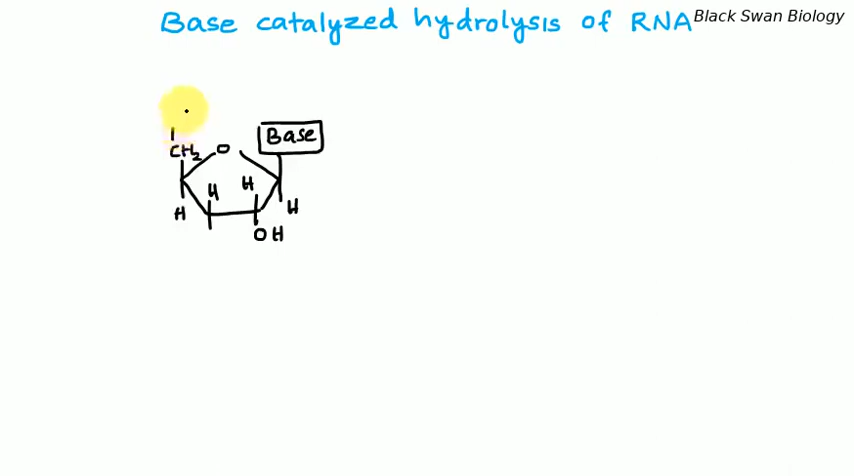 Base catalyzed hydrolysis of RNA
Black Swan Biology
Base
CH2
O
H
H
H
H
OH